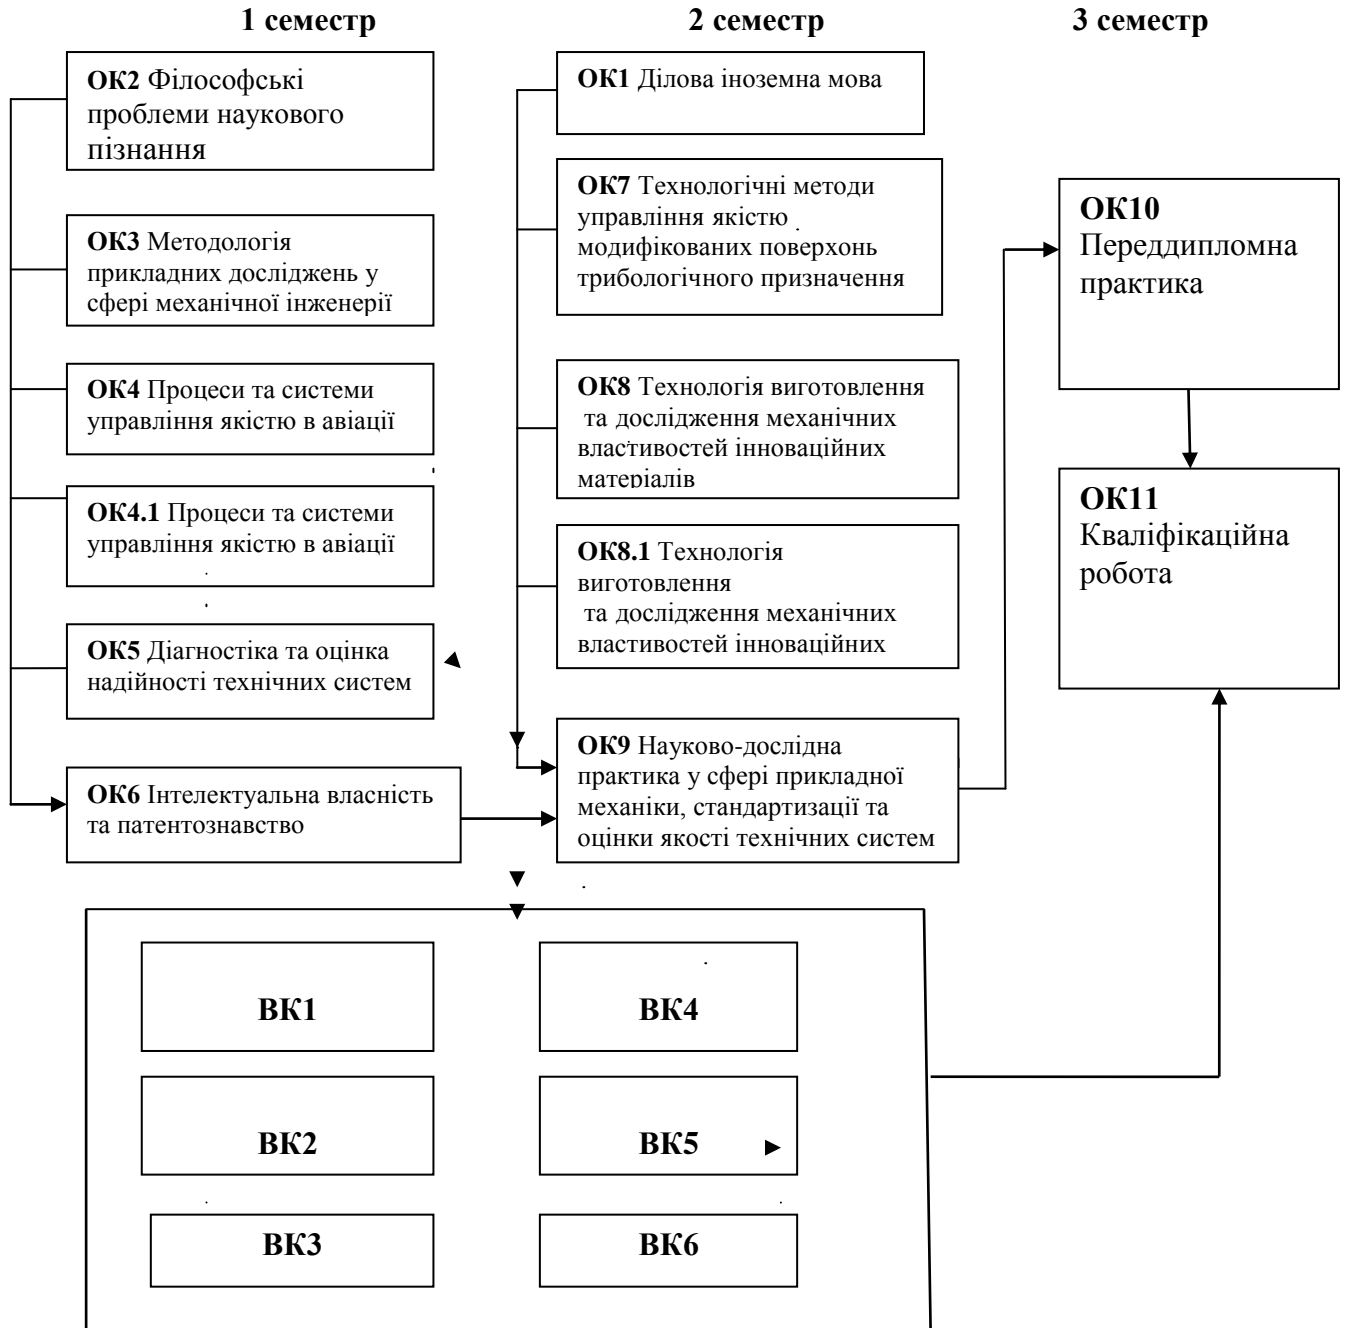 1 семестр
2 семестр
3 семестр
ОК2 Філософські
проблеми наукового
пізнання
ОК3 Методологія
прикладних досліджень у
сфері механічної інженерії
ОК4 Процеси та системи
управління якістю в авіації
ОК4.1 Процеси та системи
управління якістю в авіації
ОК5 Діагностіка та оцінка
надійності технічних систем
ОК6 Інтелектуальна власність
та патентознавство
ОК1 Ділова іноземна мова
ОК7 Технологічні методи
управління якістю
модифікованих поверхонь
трибологічного призначення
ОК8 Технологія виготовлення
та дослідження механічних
властивостей інноваційних
матеріалів
ОК8.1 Технологія
виготовлення
та дослідження механічних
властивостей інноваційних
ОК9 Науково-дослідна
практика у сфері прикладної
механіки, стандартизації та
оцінки якості технічних систем
ОК10
Переддипломна
практика
ОК11
Кваліфікаційна
робота
ВК1
ВК4
ВК2
ВК5
ВК3
ВК6